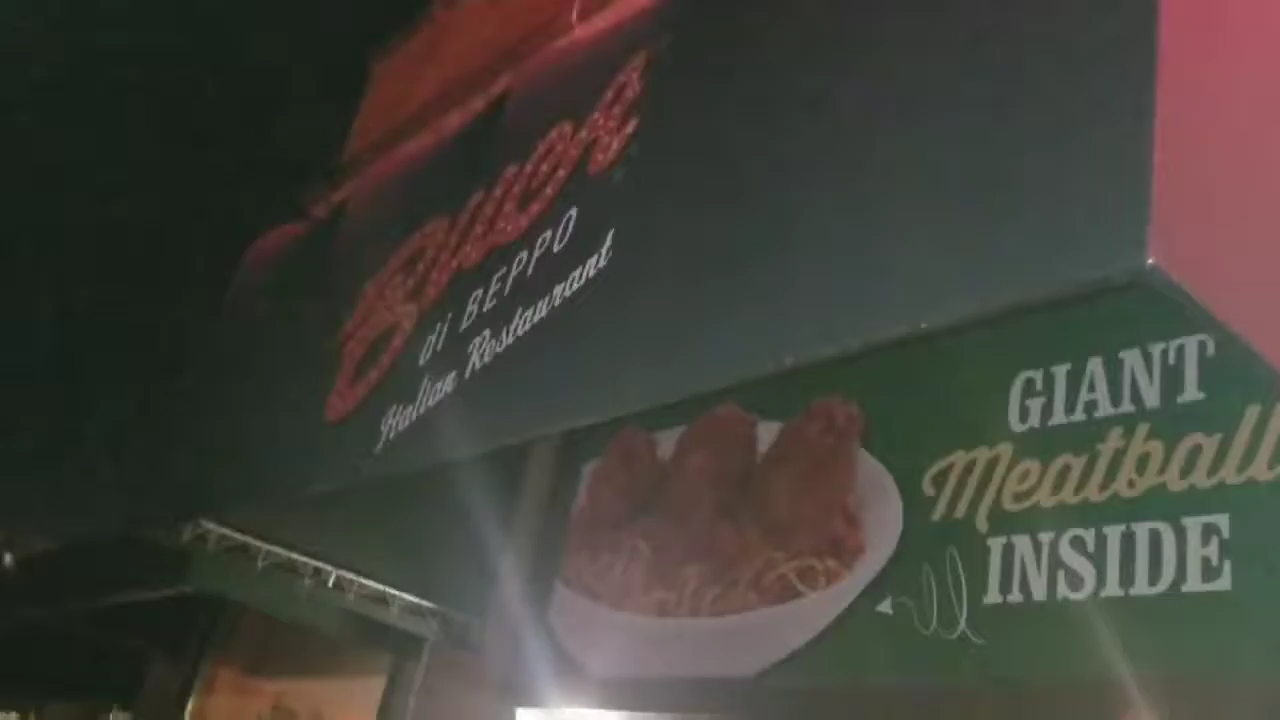 Buca
di BEPPO
Italian Restaurant
GIANT
Meatball
INSIDE